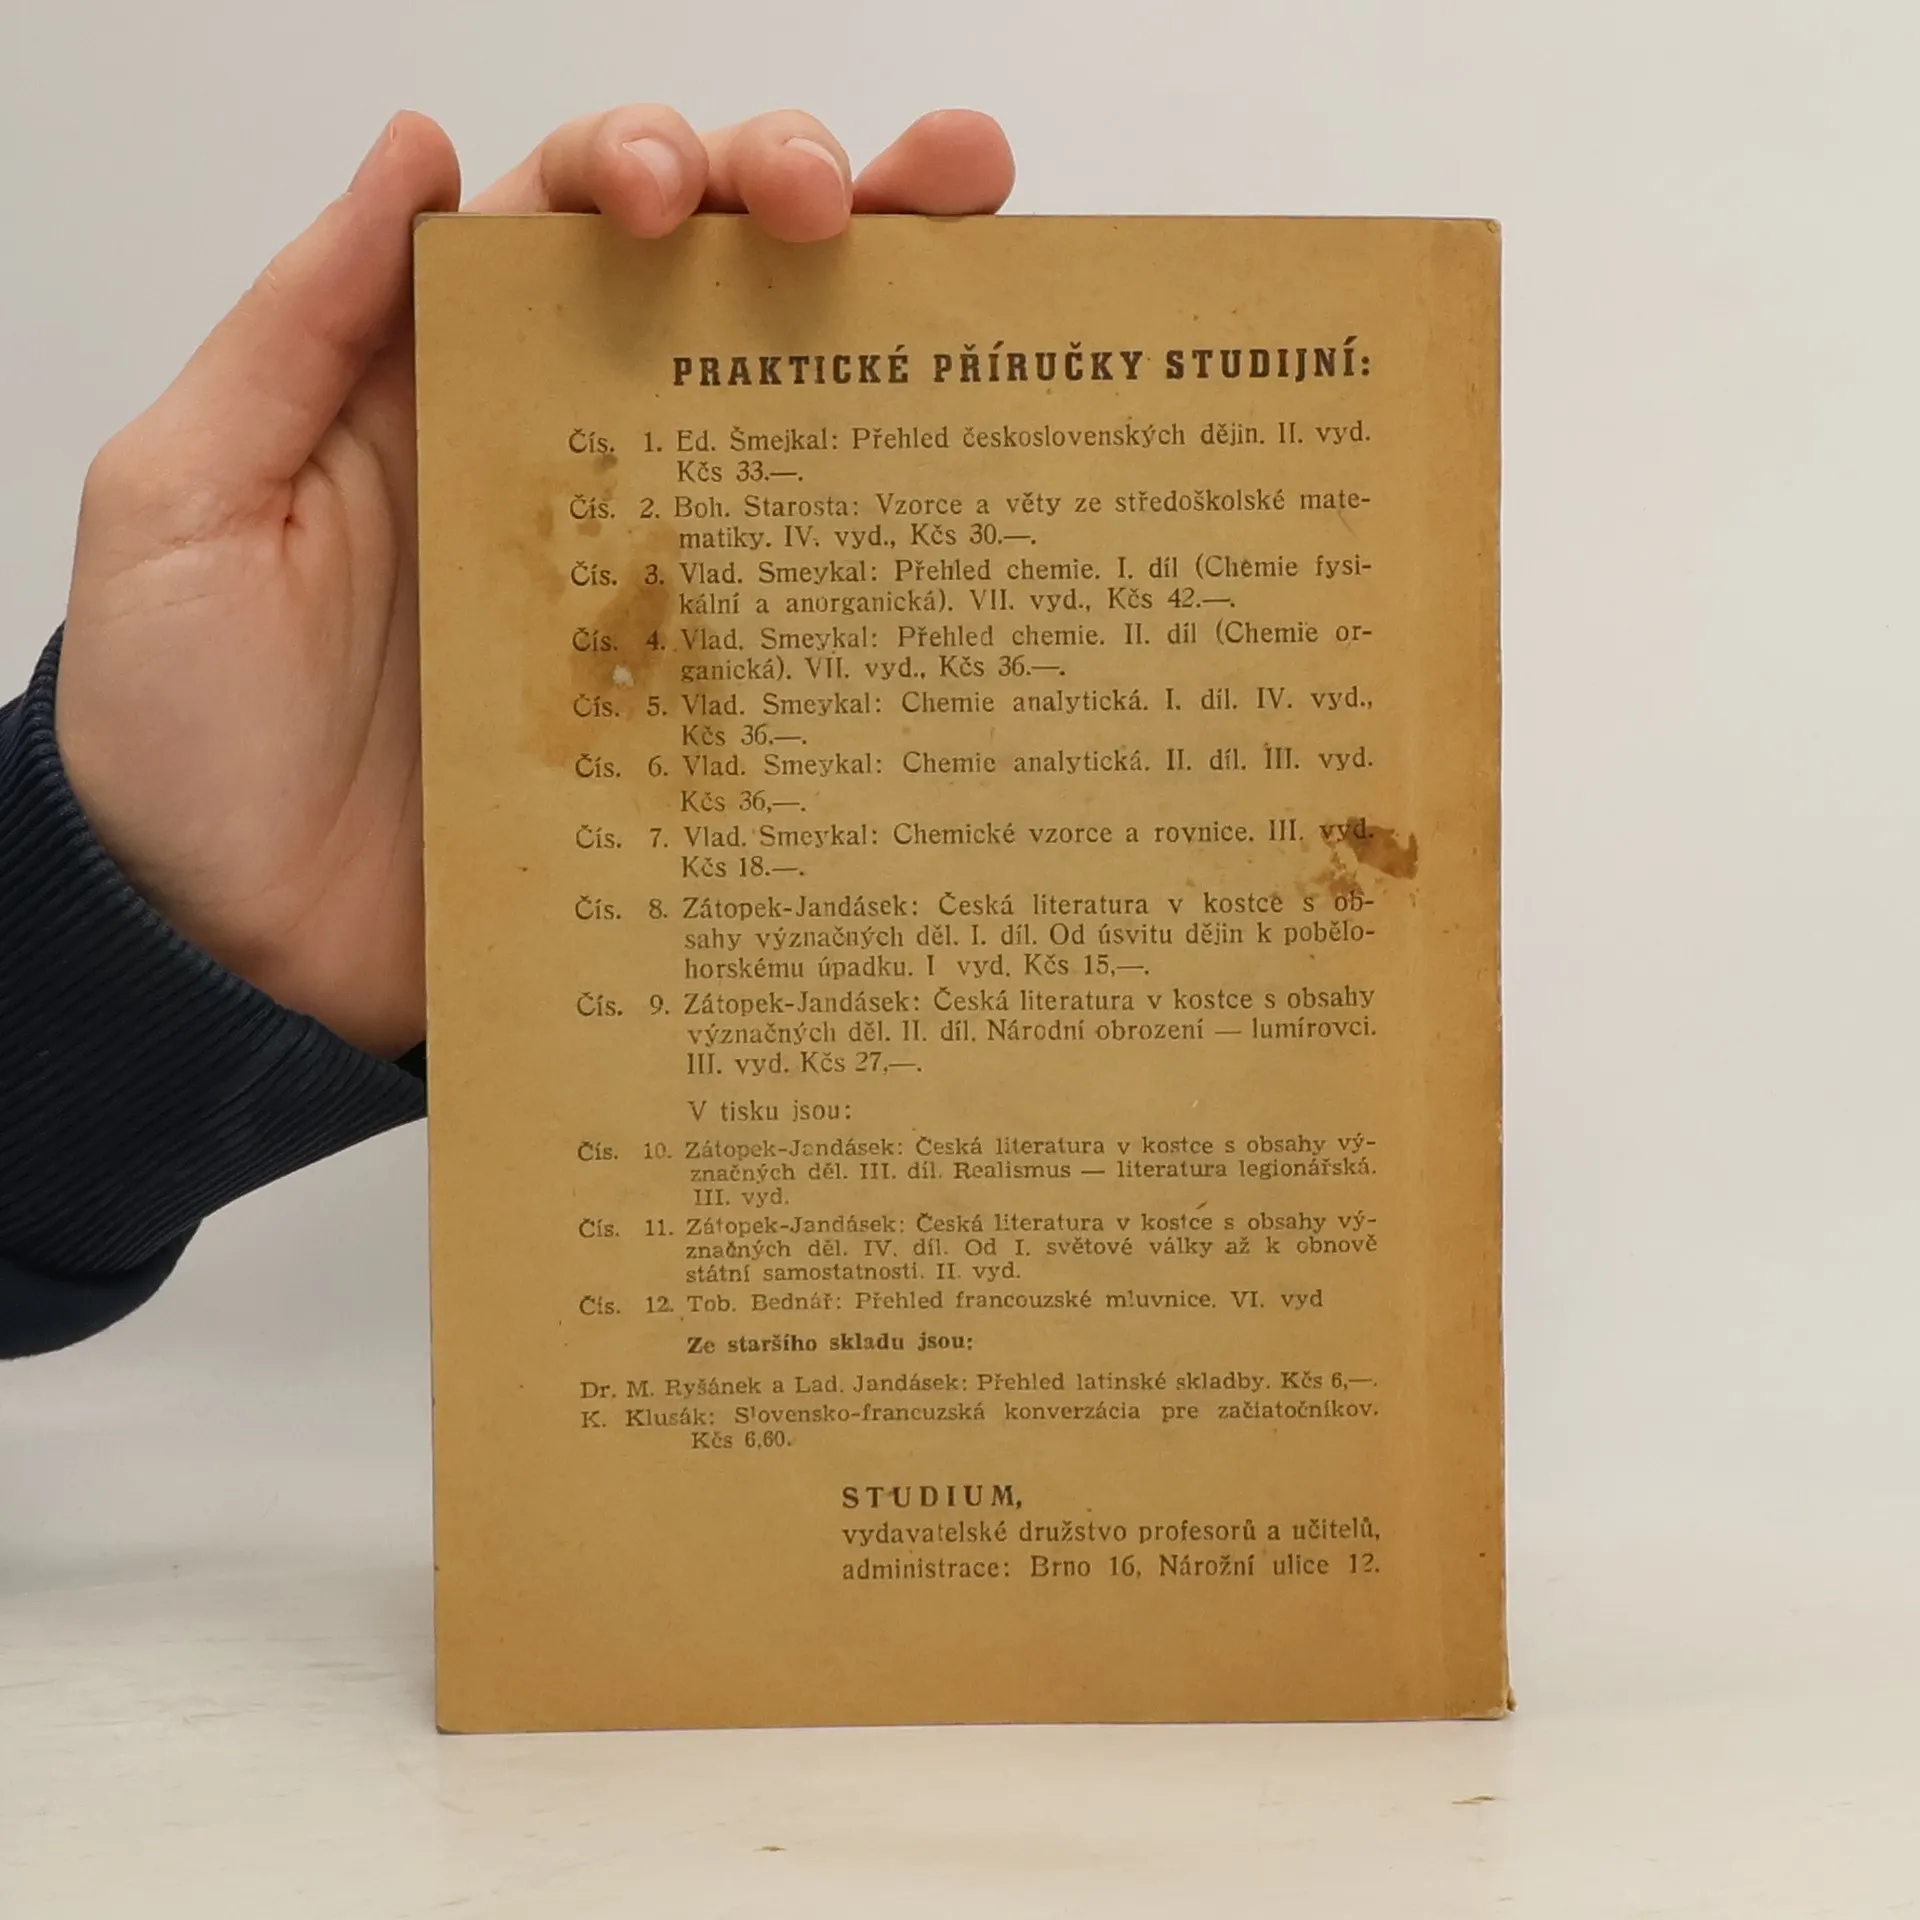 PRAKTICKÉ PŘÍRUČKY STUDIJNÍ:
Čís. 1. Ed. Šmejkal: Přehled československých dějin. II. vyd.
Kčs 33.—.
Čís. 2. Boh. Starosta: Vzorce a věty ze středoškolské mate-
matiky. IV. vyd., Kčs 30.—.
Čís. 3. Vlad. Smeykal: Přehled chemie. I. díl (Chemie fysi-
kální a anorganická). VII. vyd., Kčs 42.—.
Čís. 4. Vlad. Smeykal: Přehled chemie. II. díl (Chemie or-
ganická). VII. vyd., Kčs 36.—.
Čís. 5. Vlad. Smeykal: Chemie analytická. I. díl. IV. vyd.,
Kčs 36.—.
Čís. 6. Vlad. Smeykal: Chemie analytická. II. díl. III. vyd.
Kčs 36,—.
Čís. 7. Vlad. Smeykal: Chemické vzorce a rovnice. III. vyd.
Kčs 18.—.
Čís. 8. Zátopek-Jandásek: Česká literatura v kostce s ob-
sahy význačných děl. I. díl. Od úsvitu dějin k pobělo-
horskému úpadku. I vyd. Kčs 15,—.
Čís. 9. Zátopek-Jandásek: Česká literatura v kostce s obsahy
význačných děl. II. díl. Národní obrození — lumírovci.
III. vyd. Kčs 27,—.
V tisku jsou:
Čís. 10. Zátopek-Jandásek: Česká literatura v kostce s obsahy vý-
značných děl. III. díl. Realismus — literatura legionářská.
III. vyd.
Čís. 11. Zátopek-Jandásek: Česká literatura v kostce s obsahy vý-
značných děl. IV. díl. Od I. světové války až k obnově
státní samostatnosti. II. vyd.
Čís. 12. Tob. Bednář: Přehled francouzské mluvnice. VI. vyd
Ze staršího skladu jsou:
Dr. M. Ryšánek a Lad. Jandásek: Přehled latinské skladby. Kčs 6,—.
K. Klusák: Slovensko-francuzská konverzácia pre začiatočníkov.
Kčs 6,60.
STUDIUM,
vydavatelské družstvo profesorů a učitelů,
administrace: Brno 16, Nárožní ulice 12.